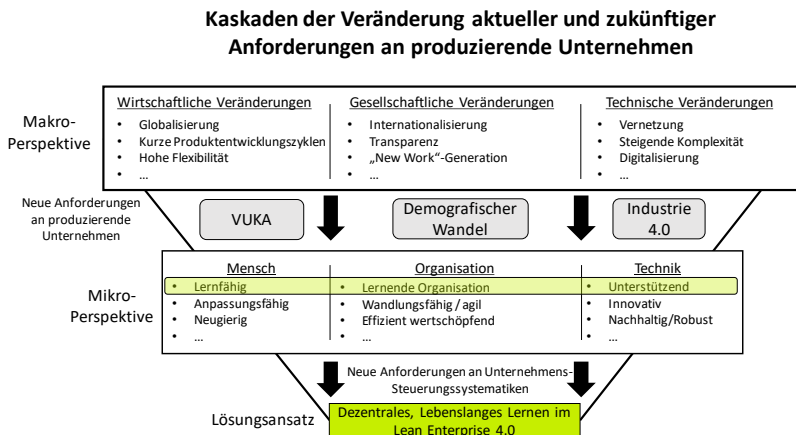 Kaskaden der Veränderung aktueller und zukünftiger
Anforderungen an produzierende Unternehmen
Makro-
Perspektive
Wirtschaftliche Veränderungen
• Globalisierung
• Kurze Produktentwicklungszyklen
• Hohe Flexibilität
• ...
Gesellschaftliche Veränderungen
• Internationalisierung
• Transparenz
• „New Work“-Generation
• ...
Technische Veränderungen
• Vernetzung
• Steigende Komplexität
• Digitalisierung
• ...
Neue Anforderungen
an produzierende
Unternehmen
VUKA
Demografischer
Wandel
Industrie
4.0
Mikro-
Perspektive
Mensch
• Lernfähig
• Anpassungsfähig
• Neugierig
• ...
Organisation
• Lernende Organisation
• Wandlungsfähig / agil
• Effizient wertschöpfend
• ...
Technik
• Unterstützend
• Innovativ
• Nachhaltig/Robust
• ...
Neue Anforderungen an Unternehmens-
Steuerungssystematiken
Lösungsansatz
Dezentrales, Lebenslanges Lernen im
Lean Enterprise 4.0